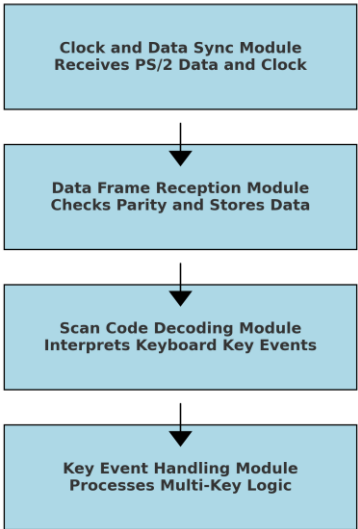 Clock and Data Sync Module
Receives PS/2 Data and Clock
Data Frame Reception Module
Checks Parity and Stores Data
Scan Code Decoding Module
Interprets Keyboard Key Events
Key Event Handling Module
Processes Multi-Key Logic